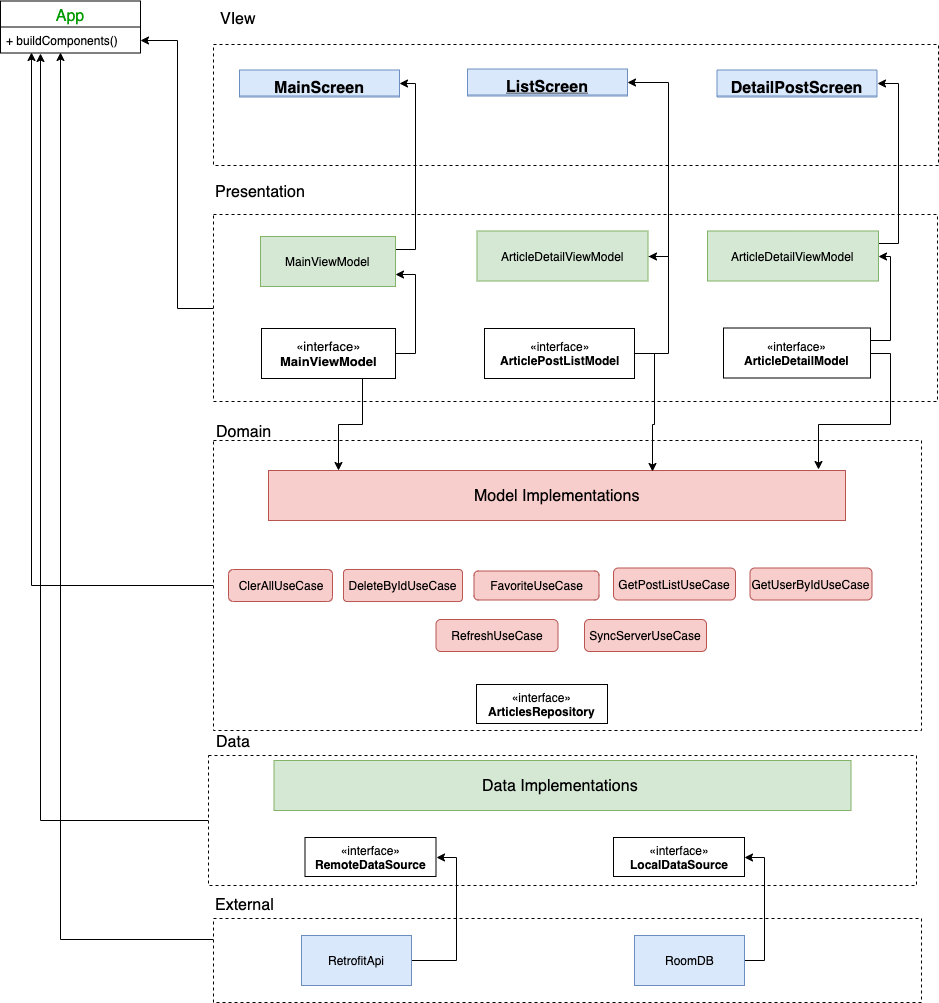 App
+ buildComponents()
VIew
MainScreen
ListScreen
DetailPostScreen
Presentation
MainViewModel
ArticleDetailViewModel
ArticleDetailViewModel
«interface»
MainViewModel
«interface»
ArticlePostListModel
«interface»
ArticleDetailModel
Domain
Model Implementations
ClerAllUseCase
DeleteByIdUseCase
FavoriteUseCase
GetPostListUseCase
GetUserByIdUseCase
RefreshUseCase
SyncServerUseCase
«interface»
ArticlesRepository
Data
Data Implementations
«interface»
RemoteDataSource
«interface»
LocalDataSource
External
RetrofitApi
RoomDB